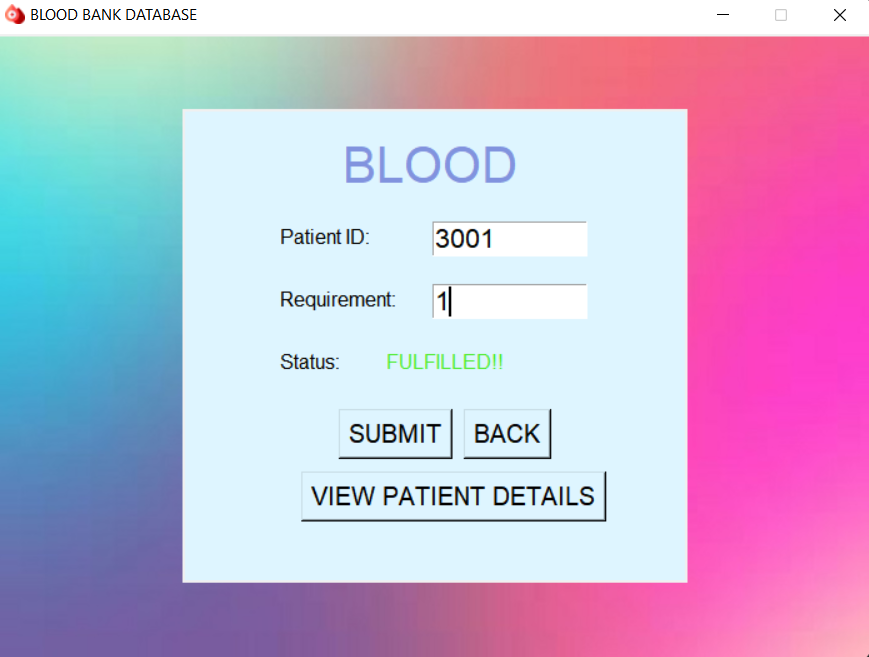 BLOOD BANK DATABASE
BLOOD
Patient ID: 3001
Requirement: 1
Status: FULFILLED!!
SUBMIT BACK
VIEW PATIENT DETAILS